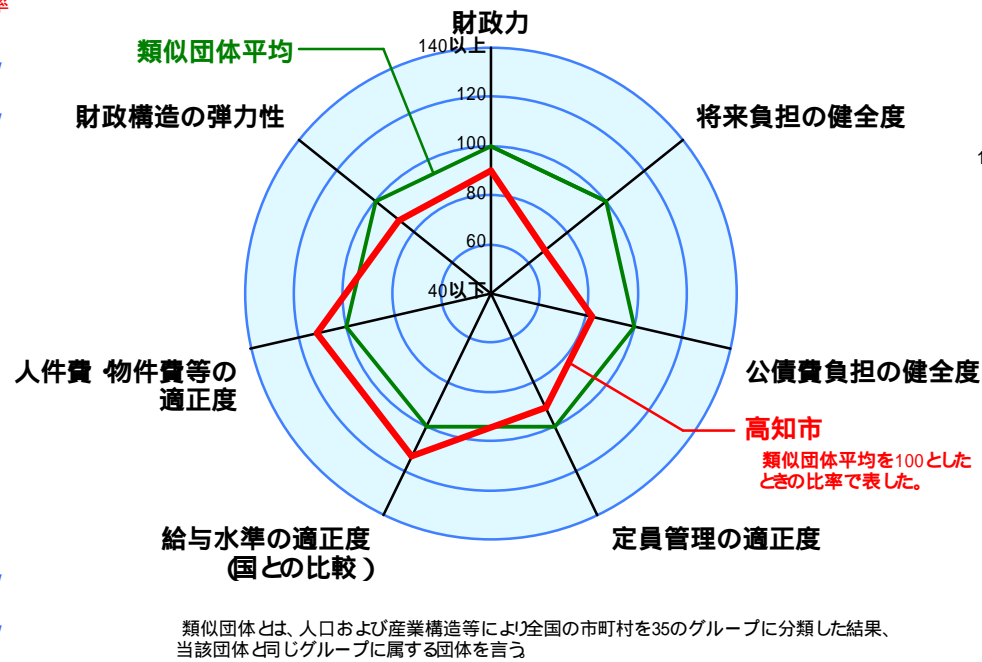 率
財政力
140以上
類似団体平均
120
財政構造の弾力性
将来負担の健全度
100
1
80
60
40以下
人件費・物件費等の
適正度
公債費負担の健全度
高知市
類似団体平均を100とした
ときの比率で表した。
給与水準の適正度
(国との比較)
定員管理の適正度
類似団体とは、人口および産業構造等により全国の市町村を35のグループに分類した結果、
当該団体と同じグループに属する団体を言う。